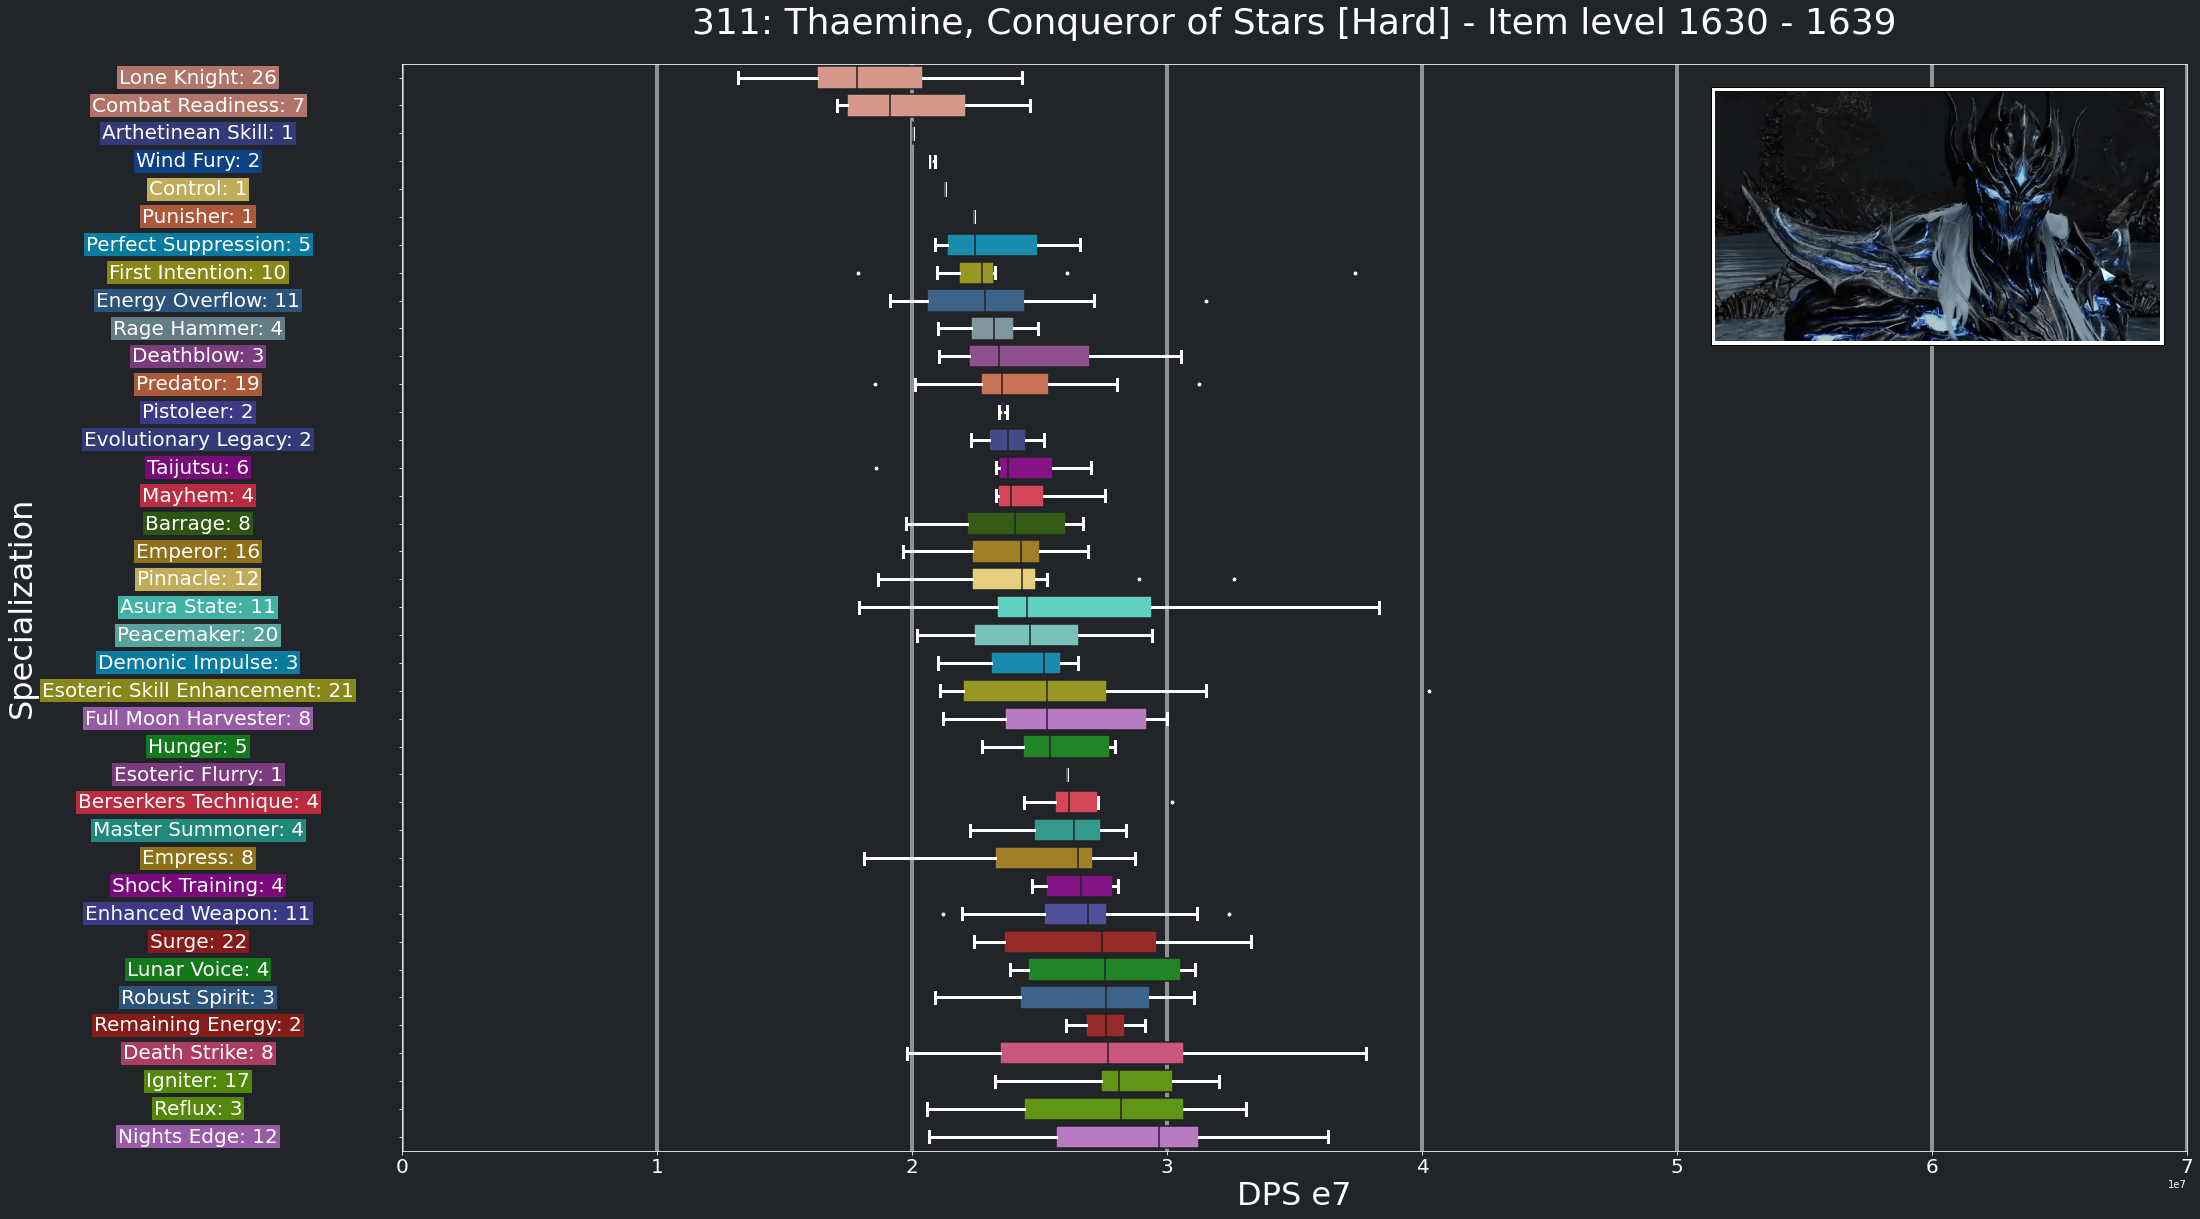 311: Thaemine, Conqueror of Stars [Hard] - Item level 1630 - 1639
Specialization
Lone Knight: 26
Combat Readiness: 7
Arthetinean Skill: 1
Wind Fury: 2
Control: 1
Punisher: 1
Perfect Suppression: 5
First Intention: 10
Energy Overflow: 11
Rage Hammer: 4
Deathblow: 3
Predator: 19
Pistoleer: 2
Evolutionary Legacy: 2
Taijutsu: 6
Mayhem: 4
Barrage: 8
Emperor: 16
Pinnacle: 12
Asura State: 11
Peacemaker: 20
Demonic Impulse: 3
Esoteric Skill Enhancement: 21
Full Moon Harvester: 8
Hunger: 5
Esoteric Flurry: 1
Berserkers Technique: 4
Master Summoner: 4
Empress: 8
Shock Training: 4
Enhanced Weapon: 11
Surge: 22
Lunar Voice: 4
Robust Spirit: 3
Remaining Energy: 2
Death Strike: 8
Igniter: 17
Reflux: 3
Nights Edge: 12
0 1 2 3 4 5 6 7
1e7
DPS e7